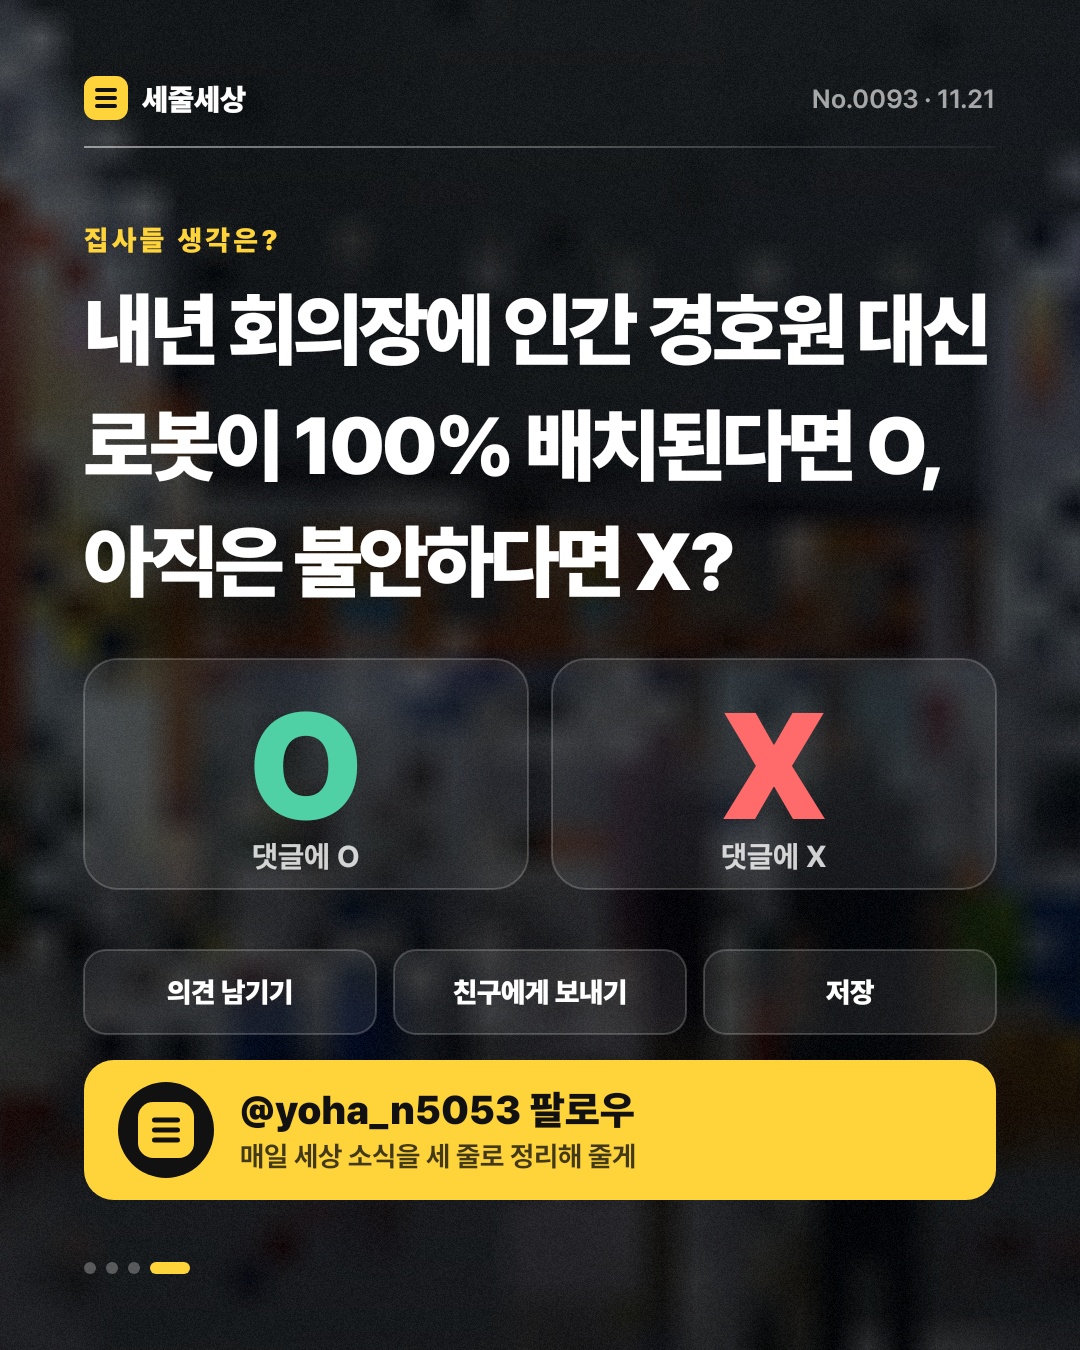 세줄세상
No.0093 · 11.21
집사들 생각은?
내년 회의장에 인간 경호원 대신
로봇이 100% 배치된다면 O,
아직은 불안하다면 X?
O
댓글에 O
X
댓글에 X
의견 남기기
친구에게 보내기
저장
@yoha_n5053 팔로우
매일 세상 소식을 세 줄로 정리해 줄게